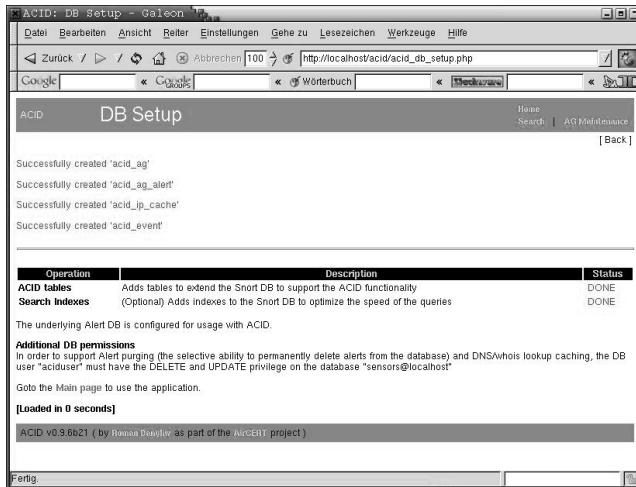 ACID: DB Setup - Galeon
Datei Bearbeiten Ansicht Reiter Einstellungen Gehe zu Lesezeichen Werkzeuge Hilfe
Zurück Abbrechen 100 http://localhost/acid/acid_db_setup.php
Google « Google GROUPS « Wörterbuch « «
ACID DB Setup Home
Search | AG Maintenance
[ Back ]
Successfully created 'acid_ag'
Successfully created 'acid_ag_alert'
Successfully created 'acid_ip_cache'
Successfully created 'acid_event'
Operation Description Status
ACID tables Adds tables to extend the Snort DB to support the ACID functionality DONE
Search Indexes (Optional) Adds indexes to the Snort DB to optimize the speed of the queries DONE
The underlying Alert DB is configured for usage with ACID.
Additional DB permissions
In order to support Alert purging (the selective ability to permanently delete alerts from the database) and DNS/whois lookup caching, the DB
user "aciduser" must have the DELETE and UPDATE privilege on the database "sensors@localhost"
Goto the Main page to use the application.
[Loaded in 0 seconds]
ACID v0.9.6b21 ( by Roman Danyliw as part of the AirCERT project )
Fertig.